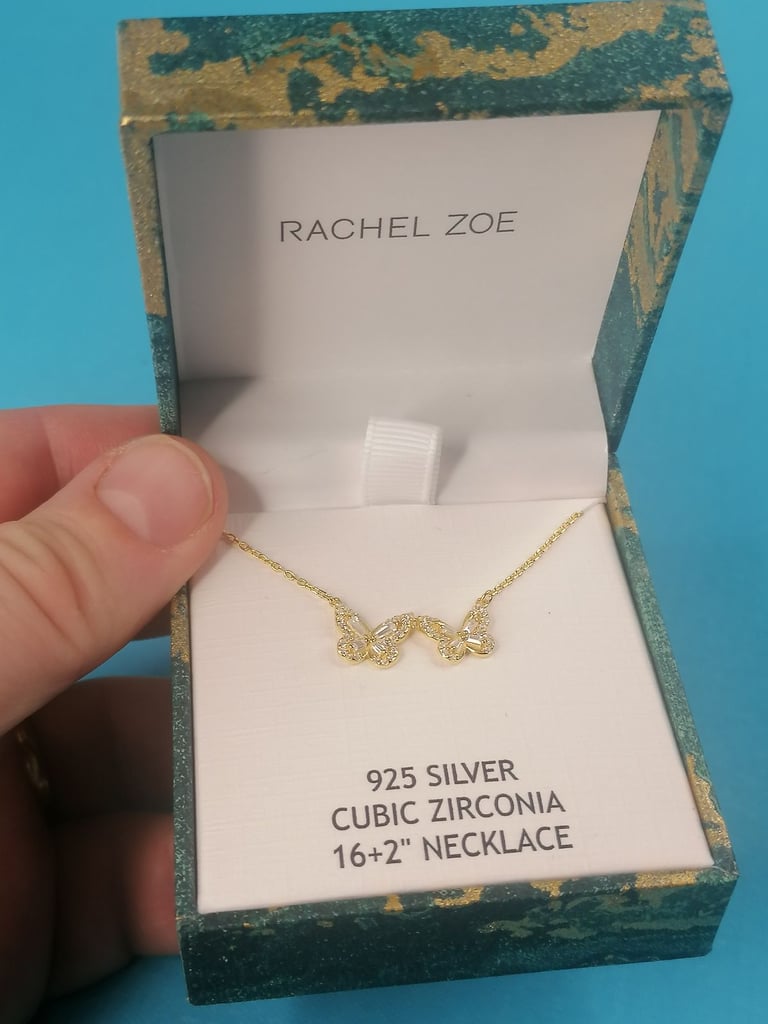 RACHEL ZOE
925 SILVER
CUBIC ZIRCONIA
16+2" NECKLACE